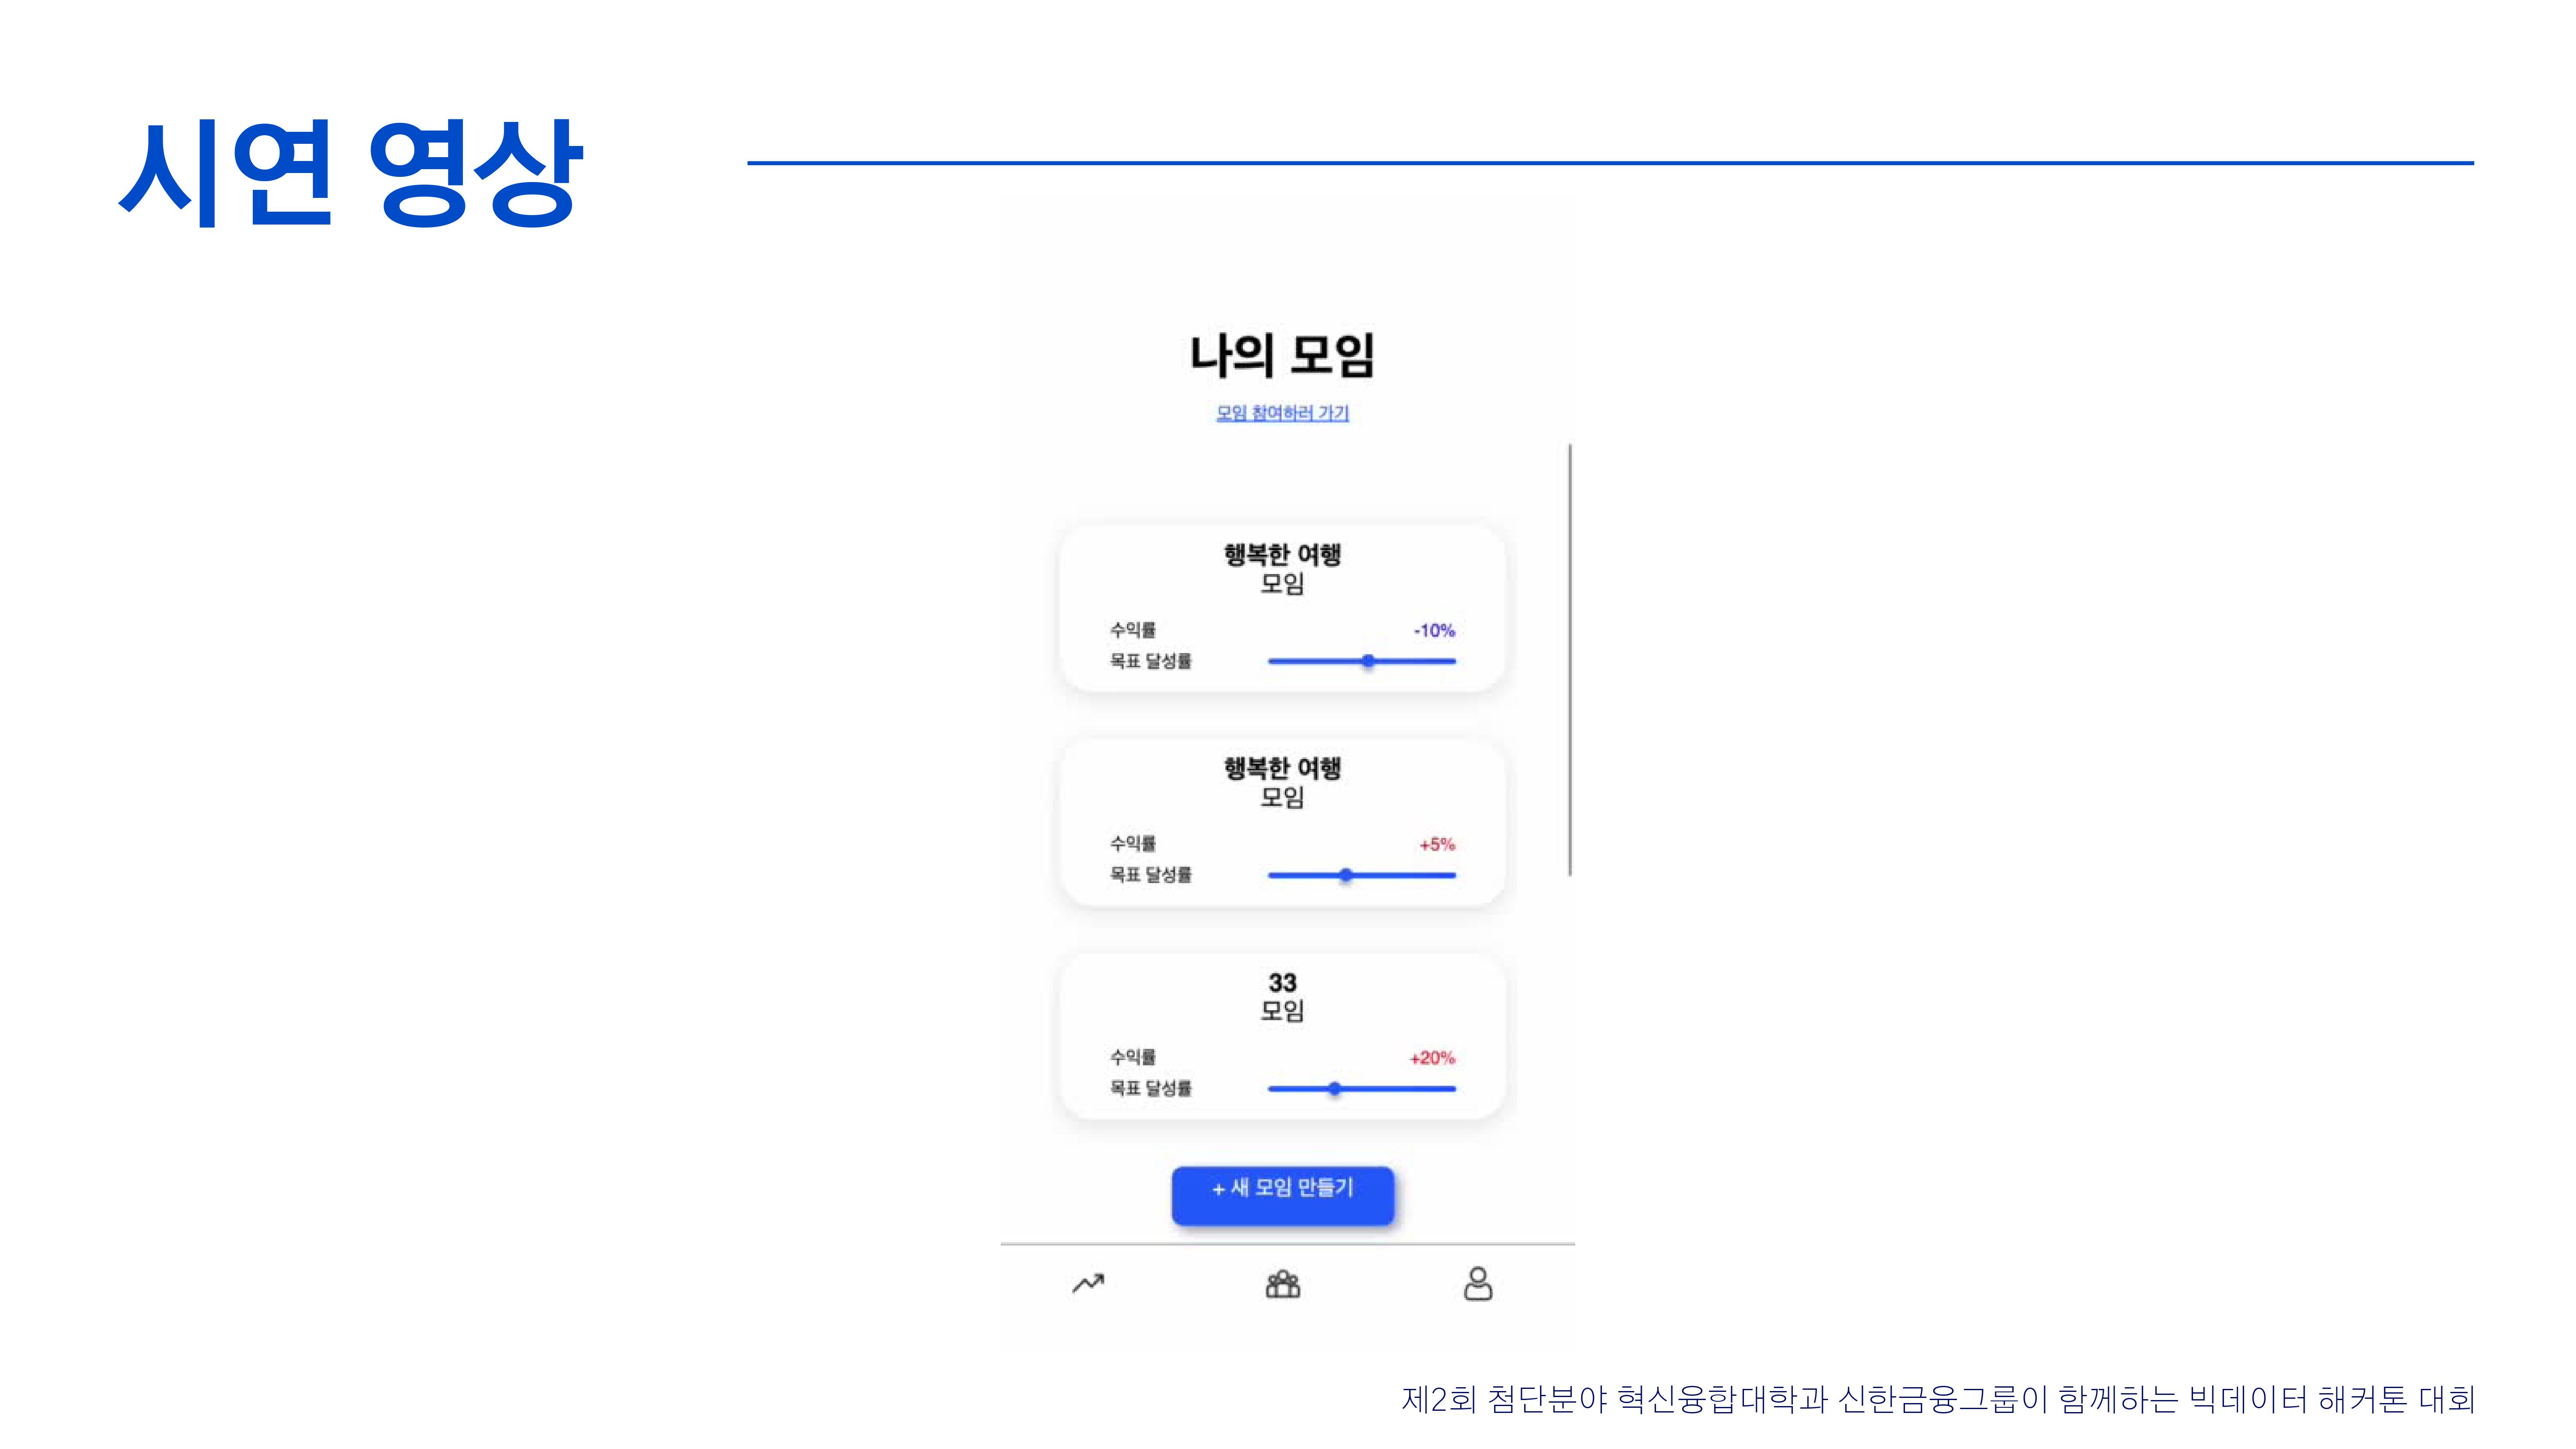 시연 영상
나의 모임
모임 참여하러 가기
행복한 여행
모임
수익률 -10%
목표 달성률
행복한 여행
모임
수익률 +5%
목표 달성률
33
모임
수익률 +20%
목표 달성률
+ 새 모임 만들기
제2회 첨단분야 혁신융합대학과 신한금융그룹이 함께하는 빅데이터 해커톤 대회